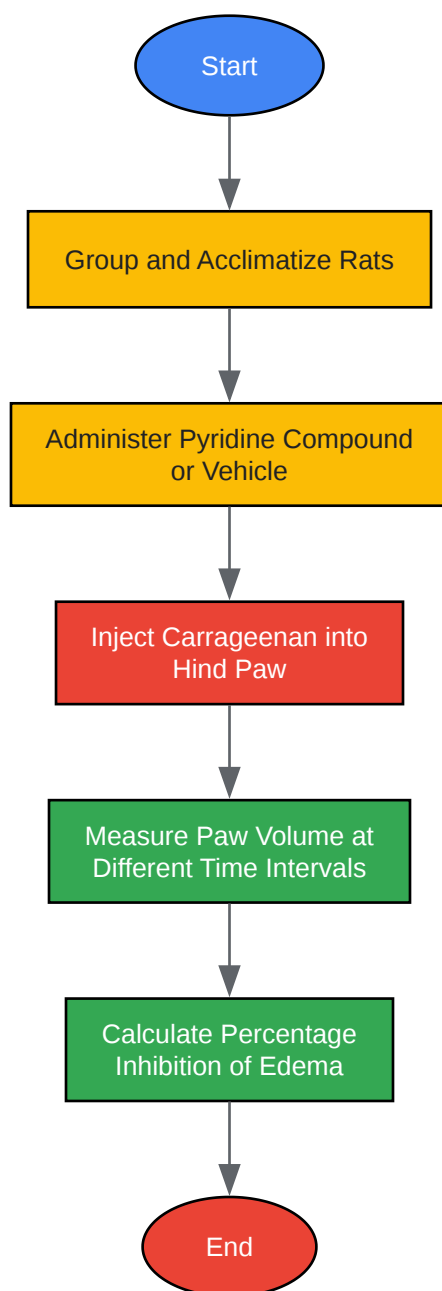 Start
Group and Acclimatize Rats
Administer Pyridine Compound
or Vehicle
Inject Carrageenan into
Hind Paw
Measure Paw Volume at
Different Time Intervals
Calculate Percentage
Inhibition of Edema
End